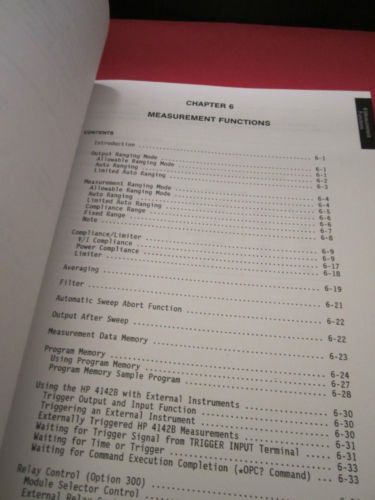 CHAPTER 6
MEASUREMENT FUNCTIONS
Measurement Functions
CONTENTS
Introduction ........ 6-1
Output Ranging Mode ........ 6-1
Allowable Ranging Mode ........ 6-1
Auto Ranging ........ 6-2
Limited Auto Ranging ........ 6-3
Measurement Ranging Mode ........ 6-4
Allowable Ranging Mode ........ 6-4
Auto Ranging ........ 6-5
Limited Auto Ranging ........ 6-6
Compliance Range ........ 6-6
Fixed Range ........ 6-7
Note ........ 6-8
Compliance/Limiter ........ 6-9
V/I Compliance ........ 6-9
Power Compliance ........ 6-17
Limiter ........ 6-18
Averaging ........ 6-19
Filter ........ 6-21
Automatic Sweep Abort Function ........ 6-22
Output After Sweep ........ 6-22
Measurement Data Memory ........ 6-23
Program Memory ........ 6-24
Using Program Memory ........ 6-27
Program Memory Sample Program ........ 6-28
Using the HP 4142B with External Instruments ........ 6-30
Trigger Output and Input Function ........ 6-30
Triggering an External Instrument ........ 6-30
Externally Triggered HP 4142B Measurements ........ 6-31
Waiting for Trigger Signal from TRIGGER INPUT Terminal .... 6-31
Waiting for Time or Trigger ........ 6-33
Waiting for Command Execution Completion (*OPC? Command) ... 6-33
Relay Control (Option 300)
Module Selector Control
External Relay